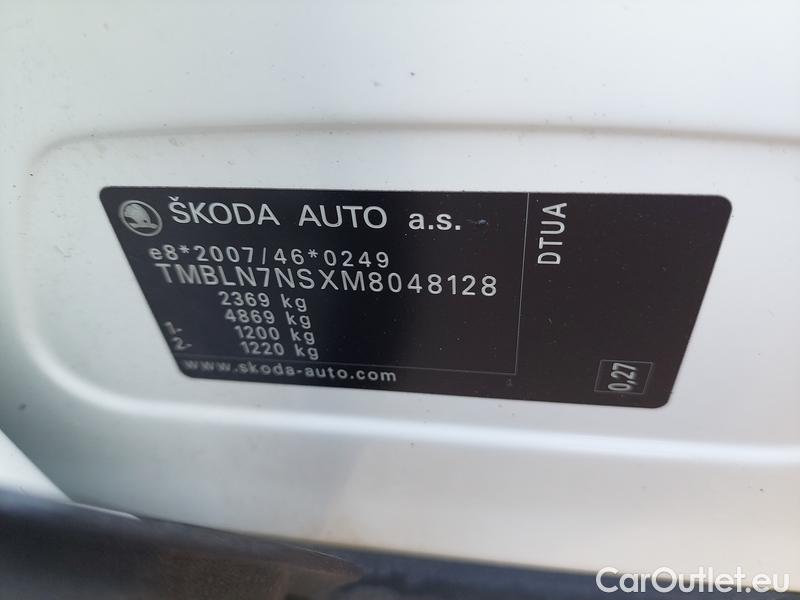 ŠKODA AUTO a.s.
e8*2007/46*0249
TMBLN7NSXM8048128
2369 kg
4869 kg
1- 1200 kg
2- 1220 kg
www.skoda-auto.com
DTUA
0,27
CarOutlet.eu